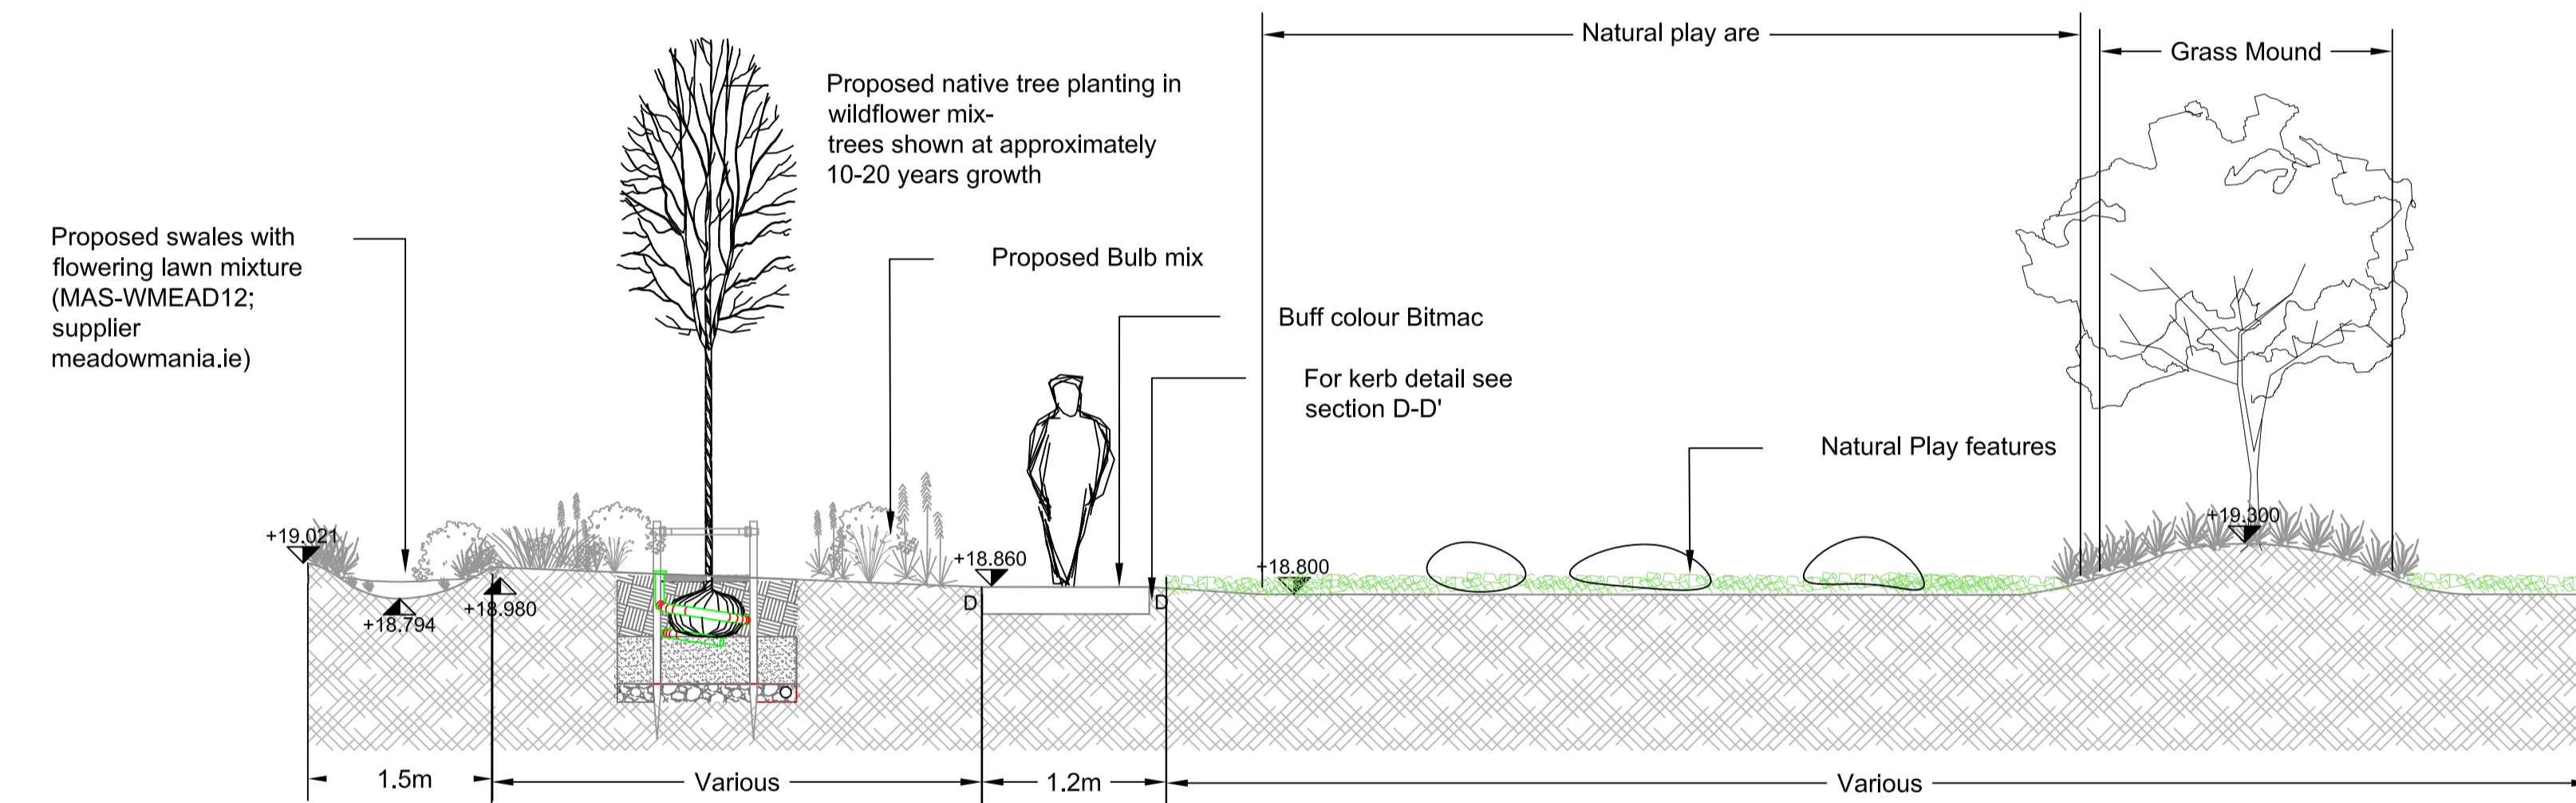 Natural play are
Grass Mound
Proposed native tree planting in
wildflower mix-
trees shown at approximately
10-20 years growth
Proposed swales with
flowering lawn mixture
(MAS-WMEAD12;
supplier
meadowmania.ie)
Proposed Bulb mix
Buff colour Bitmac
For kerb detail see
section D-D'
Natural Play features
+19.021
+18.794
+18.980
+18.860
+18.800
+19.300
D
D
1.5m
Various
1.2m
Various